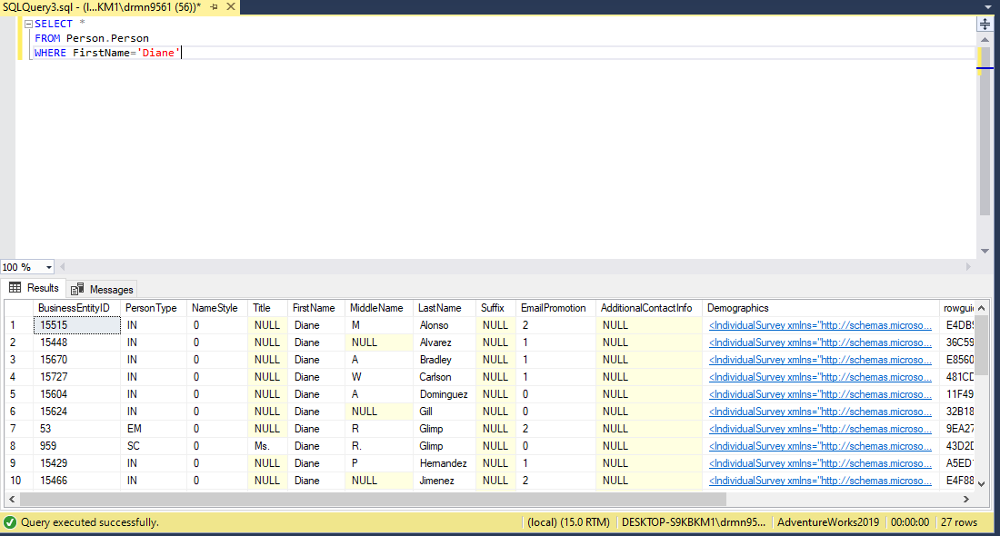 SQLQuery3.sql - (l...KM1\drmn9561 (56))*
SELECT *
FROM Person.Person
WHERE FirstName='Diane'
100 %
Results Messages
BusinessEntityID PersonType NameStyle Title FirstName MiddleName LastName Suffix EmailPromotion AdditionalContactInfo Demographics rowguid
1 15515 IN 0 NULL Diane M Alonso NULL 2 NULL <IndividualSurvey xmlns="http://schemas.microso... E4DB9
2 15448 IN 0 NULL Diane NULL Alvarez NULL 1 NULL <IndividualSurvey xmlns="http://schemas.microso... 36C59
3 15670 IN 0 NULL Diane A Bradley NULL 1 NULL <IndividualSurvey xmlns="http://schemas.microso... E8560
4 15727 IN 0 NULL Diane W Carlson NULL 1 NULL <IndividualSurvey xmlns="http://schemas.microso... 481CD
5 15604 IN 0 NULL Diane A Dominguez NULL 0 NULL <IndividualSurvey xmlns="http://schemas.microso... 11F49
6 15624 IN 0 NULL Diane NULL Gill NULL 0 NULL <IndividualSurvey xmlns="http://schemas.microso... 32B18
7 53 EM 0 NULL Diane R Glimp NULL 2 NULL <IndividualSurvey xmlns="http://schemas.microso... 9EA27
8 959 SC 0 Ms. Diane R. Glimp NULL 0 NULL <IndividualSurvey xmlns="http://schemas.microso... 43D2D
9 15429 IN 0 NULL Diane P Hernandez NULL 1 NULL <IndividualSurvey xmlns="http://schemas.microso... A5ED1
10 15466 IN 0 NULL Diane NULL Jimenez NULL 2 NULL <IndividualSurvey xmlns="http://schemas.microso... E4F88
Query executed successfully. (local) (15.0 RTM) DESKTOP-S9KBKM1\drmn95... AdventureWorks2019 00:00:00 27 rows